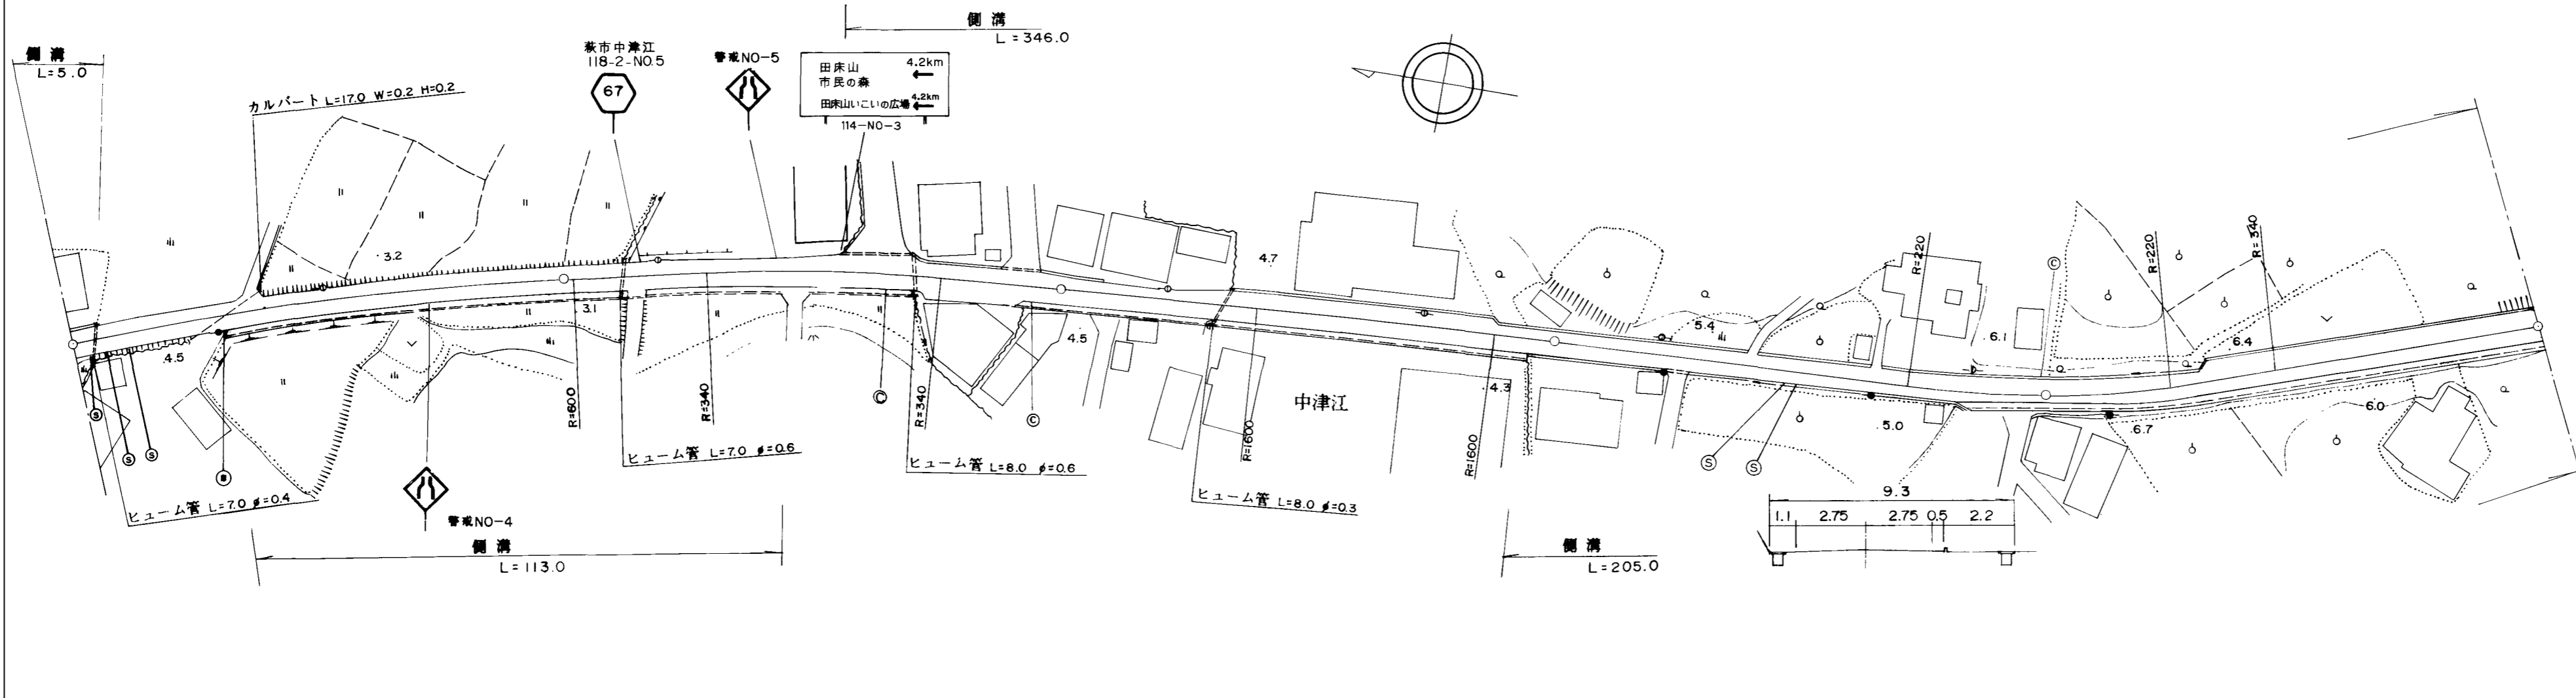 側溝
L=346.0
側溝
L=5.0
萩市中津江
118-2-NO.5
67
警戒NO-5
田床山 4.2km
市民の森
田床山いこいの広場 4.2km
114-NO-3
カルバート L=17.0 W=0.2 H=0.2
3.2
4.7
R=220
C
R=220
R=340
5.4
6.1
6.4
4.5
3.1
4.5
4.3
中津江
5.0
6.7
6.0
R=600
R=340
C
R=340
C
R=1600
R=1600
S
S
S
S
S
ヒューム管 L=7.0 φ=0.6
ヒューム管 L=8.0 φ=0.6
ヒューム管 L=7.0 φ=0.4
ヒューム管 L=8.0 φ=0.3
警戒NO-4
側溝
L=113.0
側溝
L=205.0
9.3
1.1 2.75 2.75 0.5 2.2